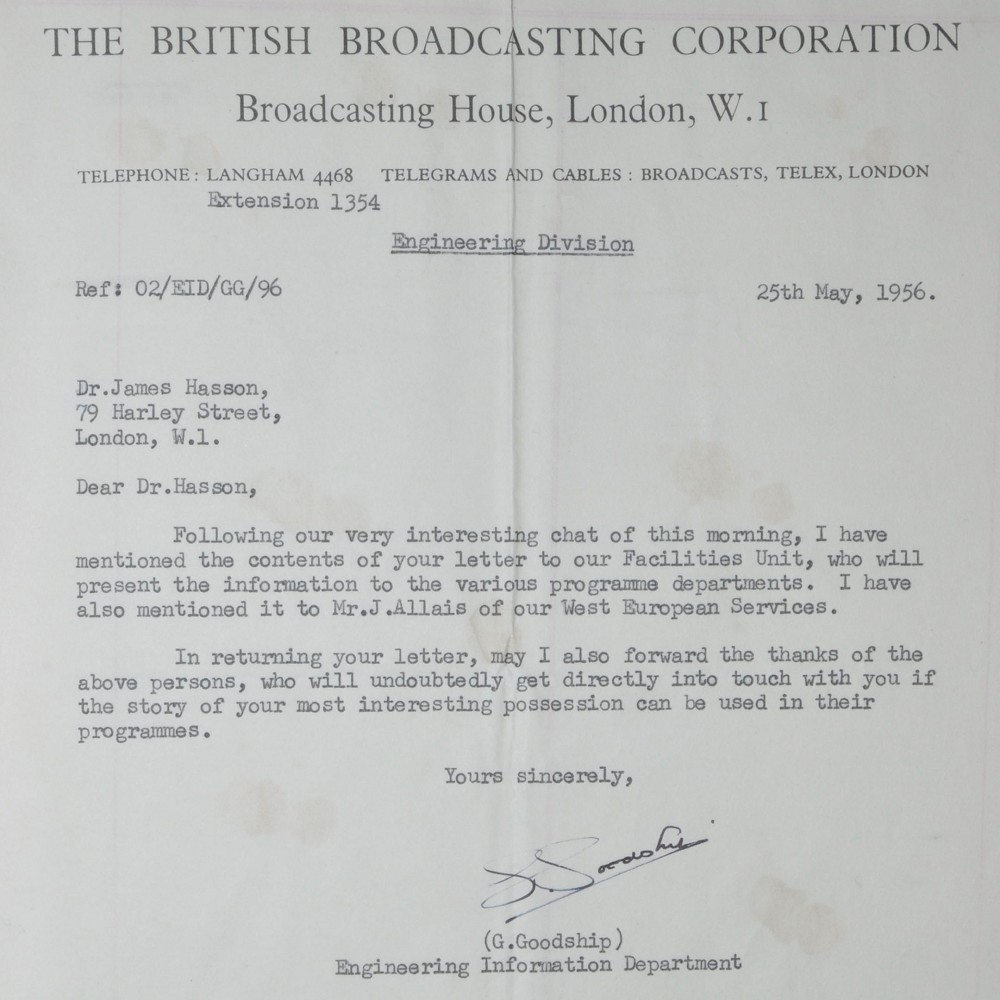 THE BRITISH BROADCASTING CORPORATION
Broadcasting House, London, W.1
TELEPHONE: LANGHAM 4468 TELEGRAMS AND CABLES : BROADCASTS, TELEX, LONDON
Extension 1354
Engineering Division
Ref: 02/EID/GG/96
25th May, 1956.
Dr.James Hasson,
79 Harley Street,
London, W.1.
Dear Dr.Hasson,
Following our very interesting chat of this morning, I have
mentioned the contents of your letter to our Facilities Unit, who will
present the information to the various programme departments. I have
also mentioned it to Mr.J.Allais of our West European Services.
In returning your letter, may I also forward the thanks of the
above persons, who will undoubtedly get directly into touch with you if
the story of your most interesting possession can be used in their
programmes.
Yours sincerely,
G. Goodship.
(G.Goodship)
Engineering Information Department